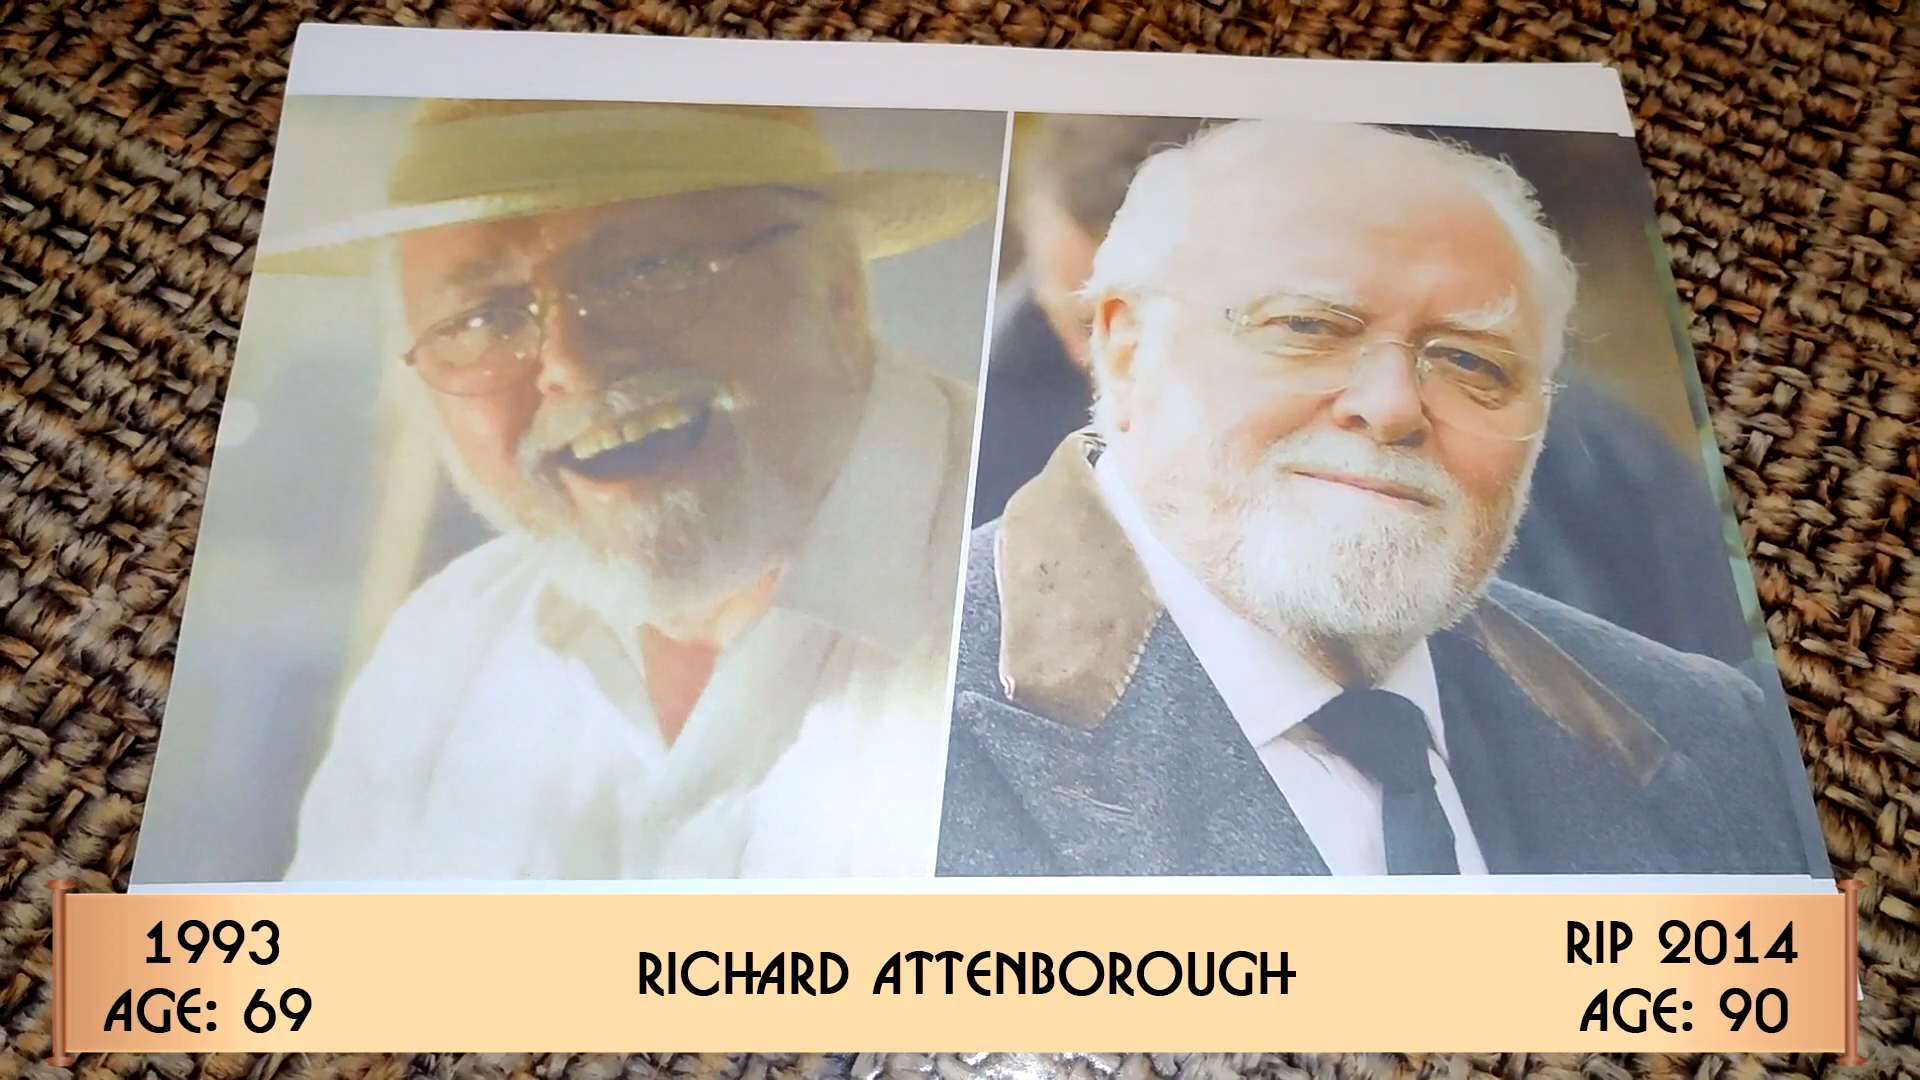 1993
AGE: 69
RICHARD ATTENBOROUGH
RIP 2014
AGE: 90